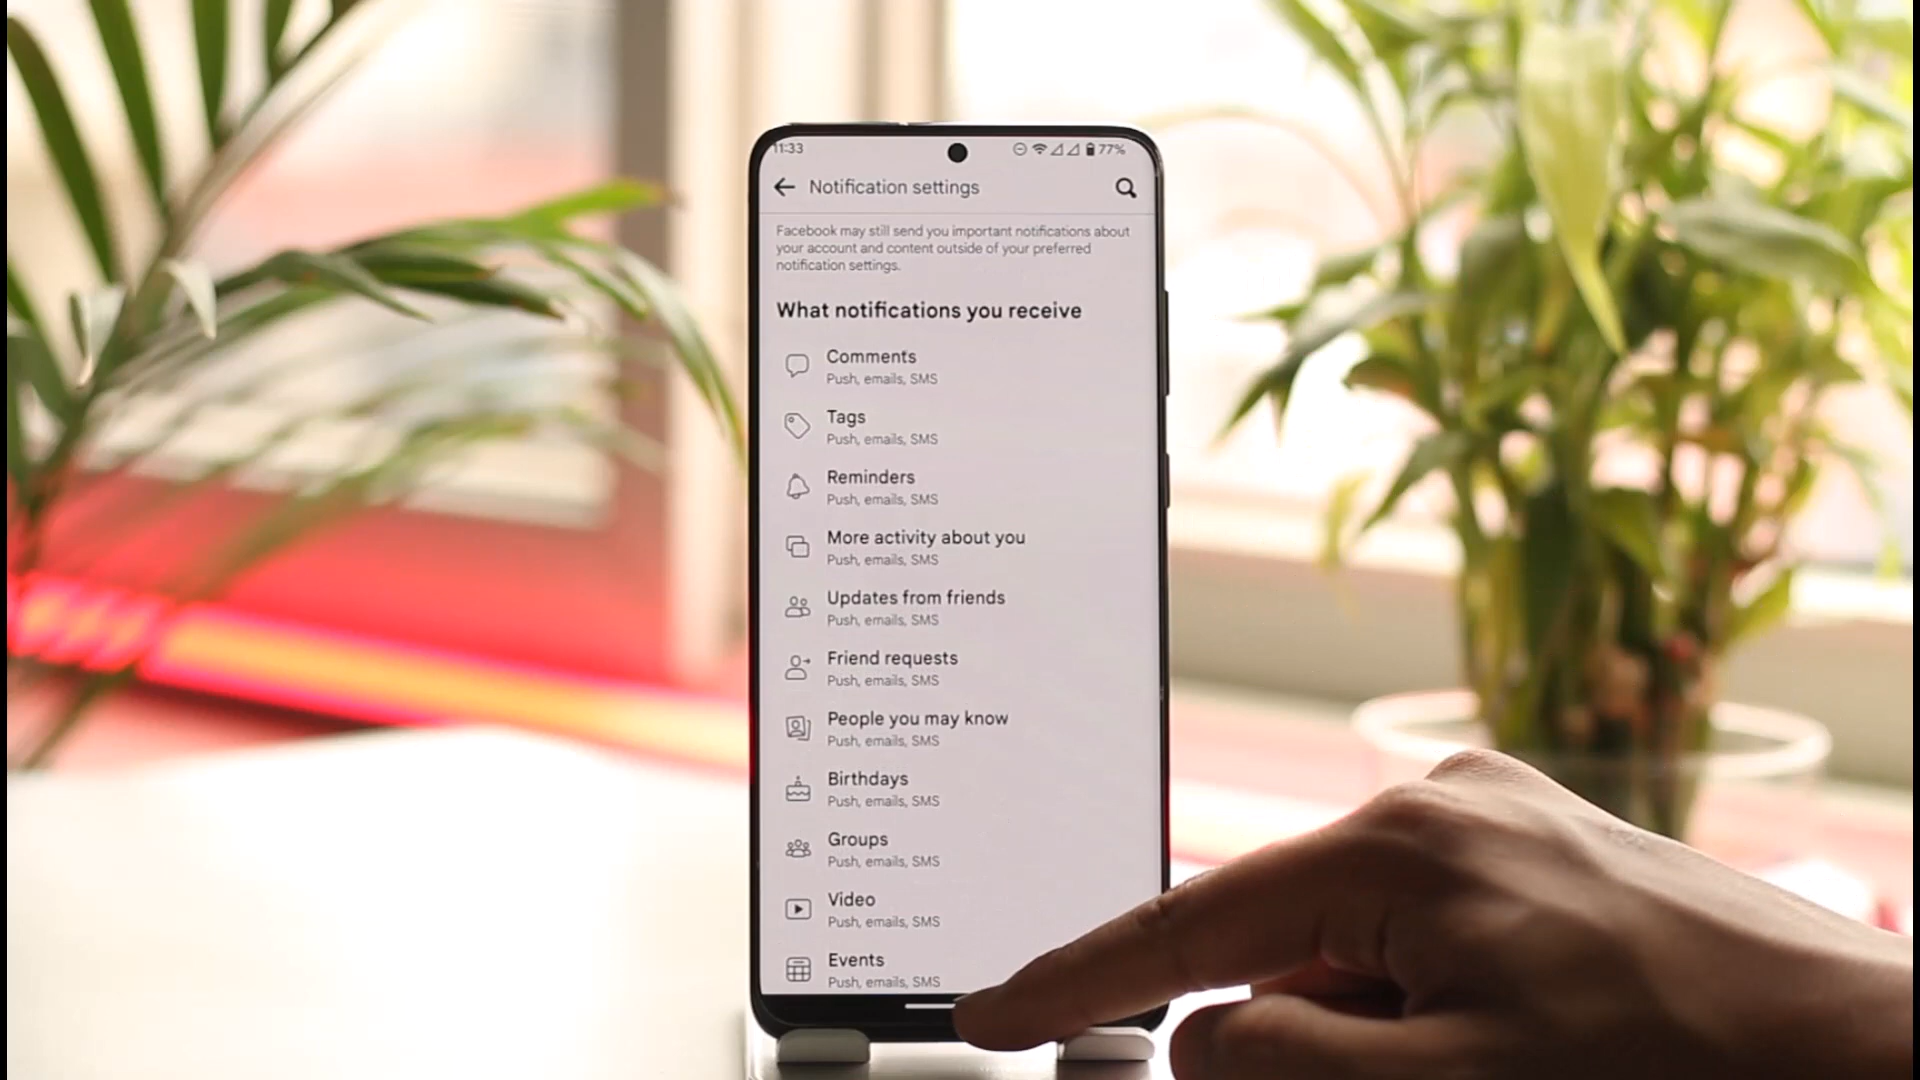 11:33
77%
Notification settings
Facebook may still send you important notifications about
your account and content outside of your preferred
notification settings.
What notifications you receive
Comments
Push, emails, SMS
Tags
Push, emails, SMS
Reminders
Push, emails, SMS
More activity about you
Push, emails, SMS
Updates from friends
Push, emails, SMS
Friend requests
Push, emails, SMS
People you may know
Push, emails, SMS
Birthdays
Push, emails, SMS
Groups
Push, emails, SMS
Video
Push, emails, SMS
Events
Push, emails, SMS